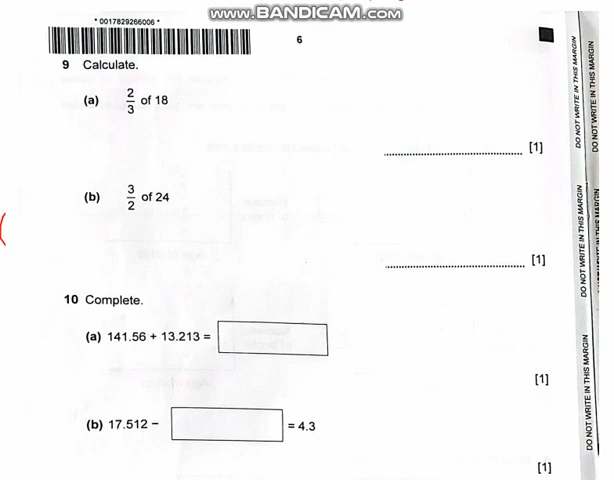 www.BANDICAM.com
* 0017829266006 *
6
9 Calculate.
(a) 2/3 of 18
[1]
(b) 3/2 of 24
[1]
10 Complete.
(a) 141.56 + 13.213 =
[1]
(b) 17.512 − = 4.3
[1]
DO NOT WRITE IN THIS MARGIN
DO NOT WRITE IN THIS MARGIN
DO NOT WRITE IN THIS MARGIN
DO NOT WRITE IN THIS MARGIN
DO NOT WRITE IN THIS MARGIN